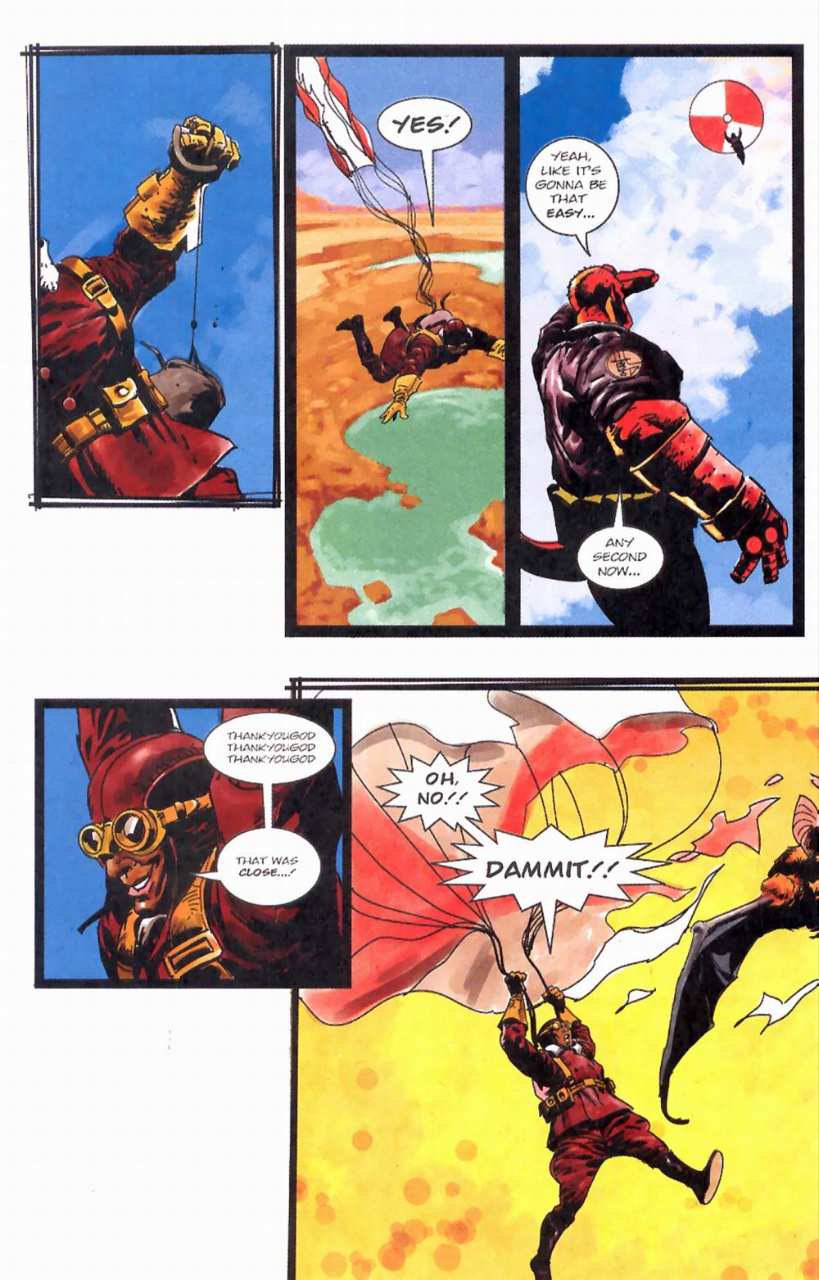 YES!
YEAH,
LIKE IT'S
GONNA BE
THAT
EASY...
ANY
SECOND
NOW...
THANKYOUGOD
THANKYOUGOD
THANKYOUGOD
THAT WAS
CLOSE...!
OH,
NO!!
DAMMIT!!